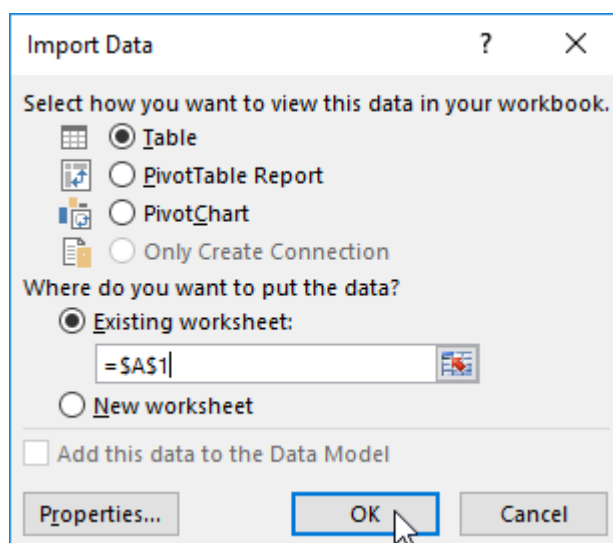 Import Data
?
Select how you want to view this data in your workbook.
Table
PivotTable Report
PivotChart
Only Create Connection
Where do you want to put the data?
Existing worksheet:
=$A$1
New worksheet
Add this data to the Data Model
Properties... OK Cancel